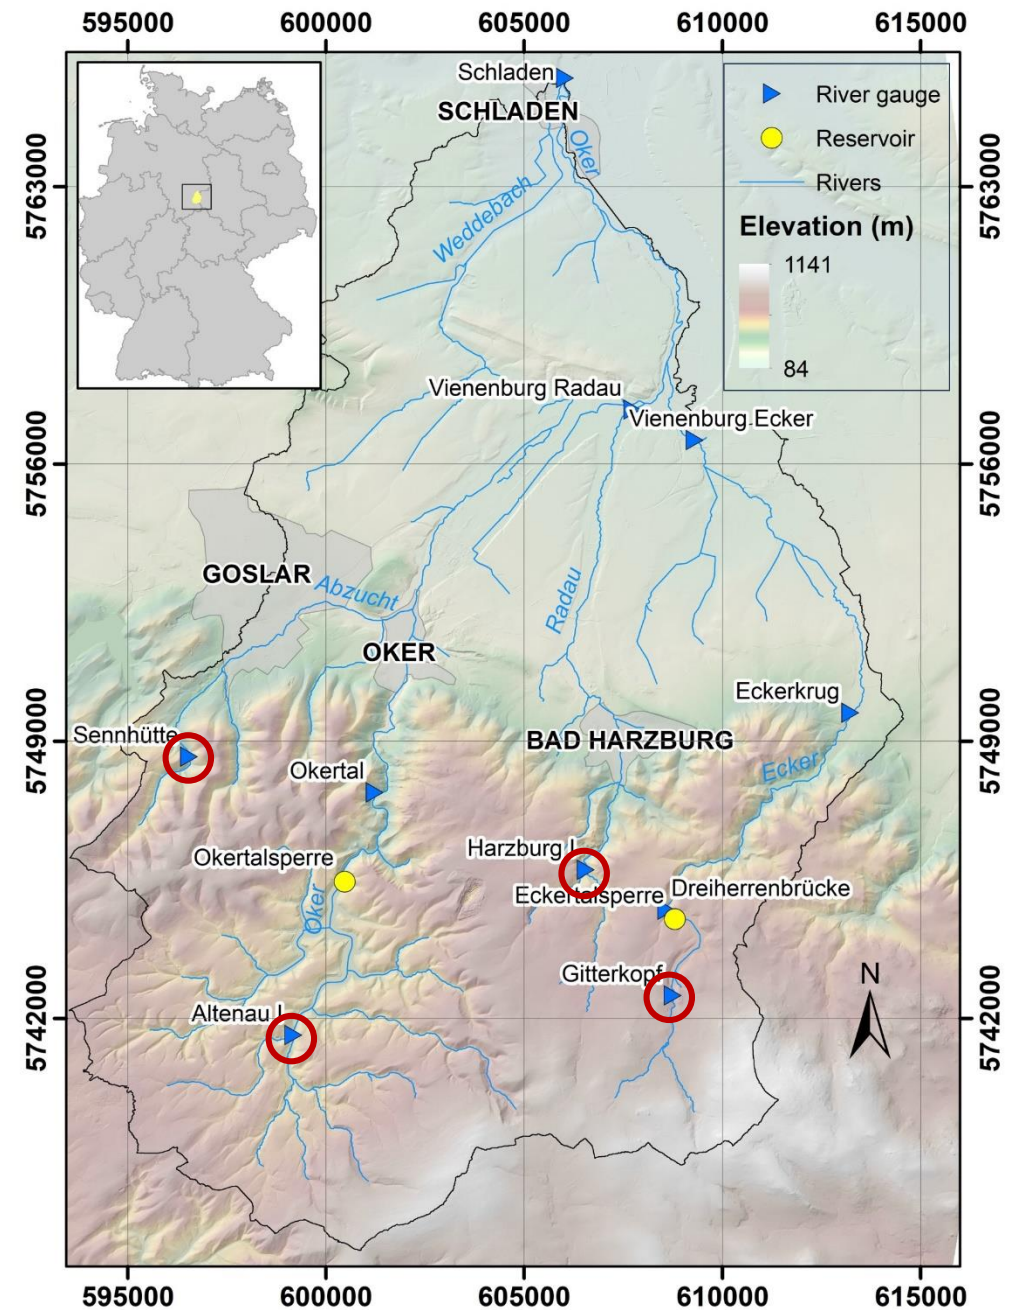 595000 600000 605000 610000 615000
Schladen
SCHLADEN
River gauge
Reservoir
Rivers
Elevation (m)
1141
84
Oker
Weddebach
5763000
5763000
Vienenburg Radau
Vienenburg Ecker
5756000
5756000
GOSLAR
Abzucht
Radau
OKER
Eckerkrug
5749000
5749000
Sennhütte
BAD HARZBURG
Okertal
Ecker
Harzburg I
Okertalsperre
Eckertalsperre
Dreiherrenbrücke
Oker
Gitterkopf
N
Altenau I
5742000
5742000
595000 600000 605000 610000 615000